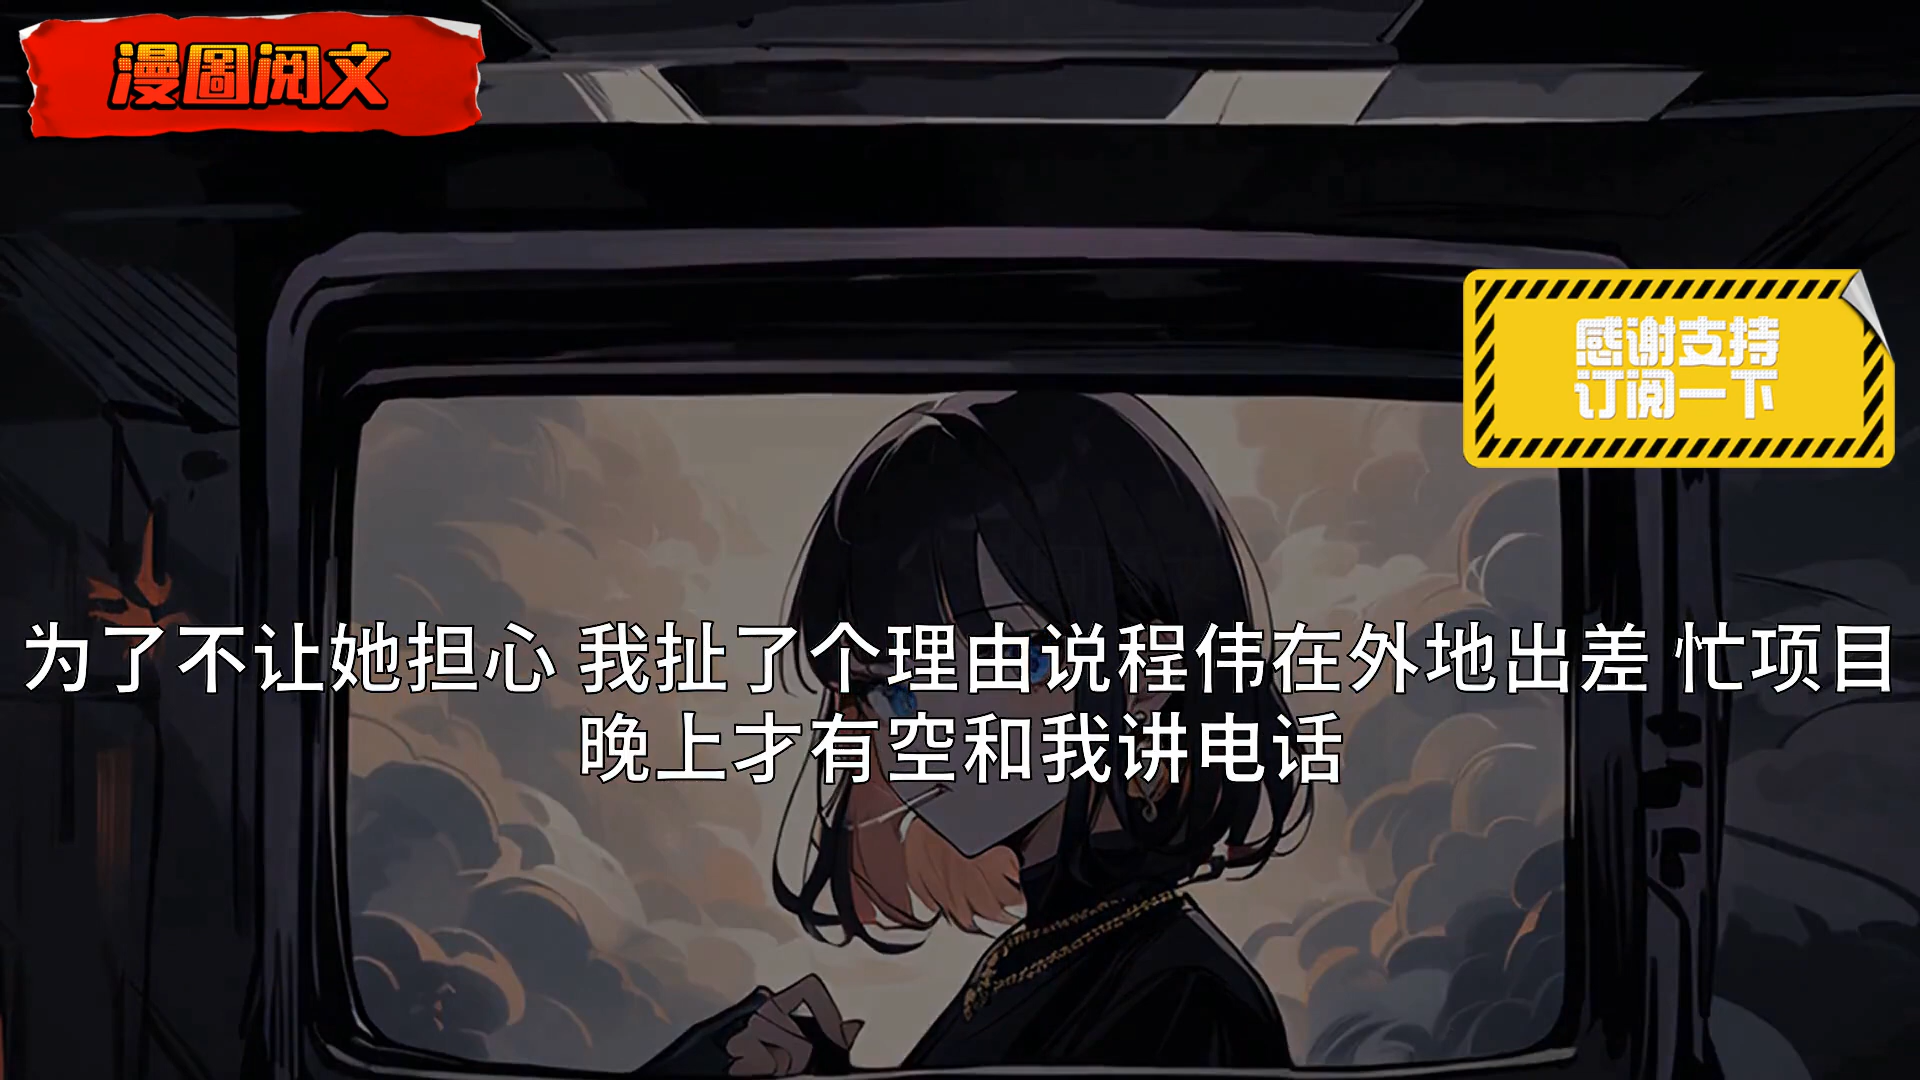 漫圖阅文
感谢支持
订阅一下
为了不让她担心 我扯了个理由说程伟在外地出差 忙项目
晚上才有空和我讲电话